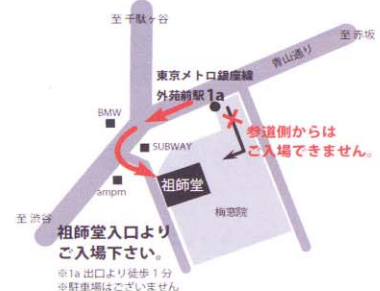 至 千駄ヶ谷
至 赤坂
青山通り
東京メトロ銀座線
外苑前駅1a
BMW
SUBWAY
参道側からは
ご入場できません。
祖師堂
ampm
梅窓院
至 渋谷
祖師堂入口より
ご入場下さい。
※1a 出口より徒歩 1 分
※駐車場はございません